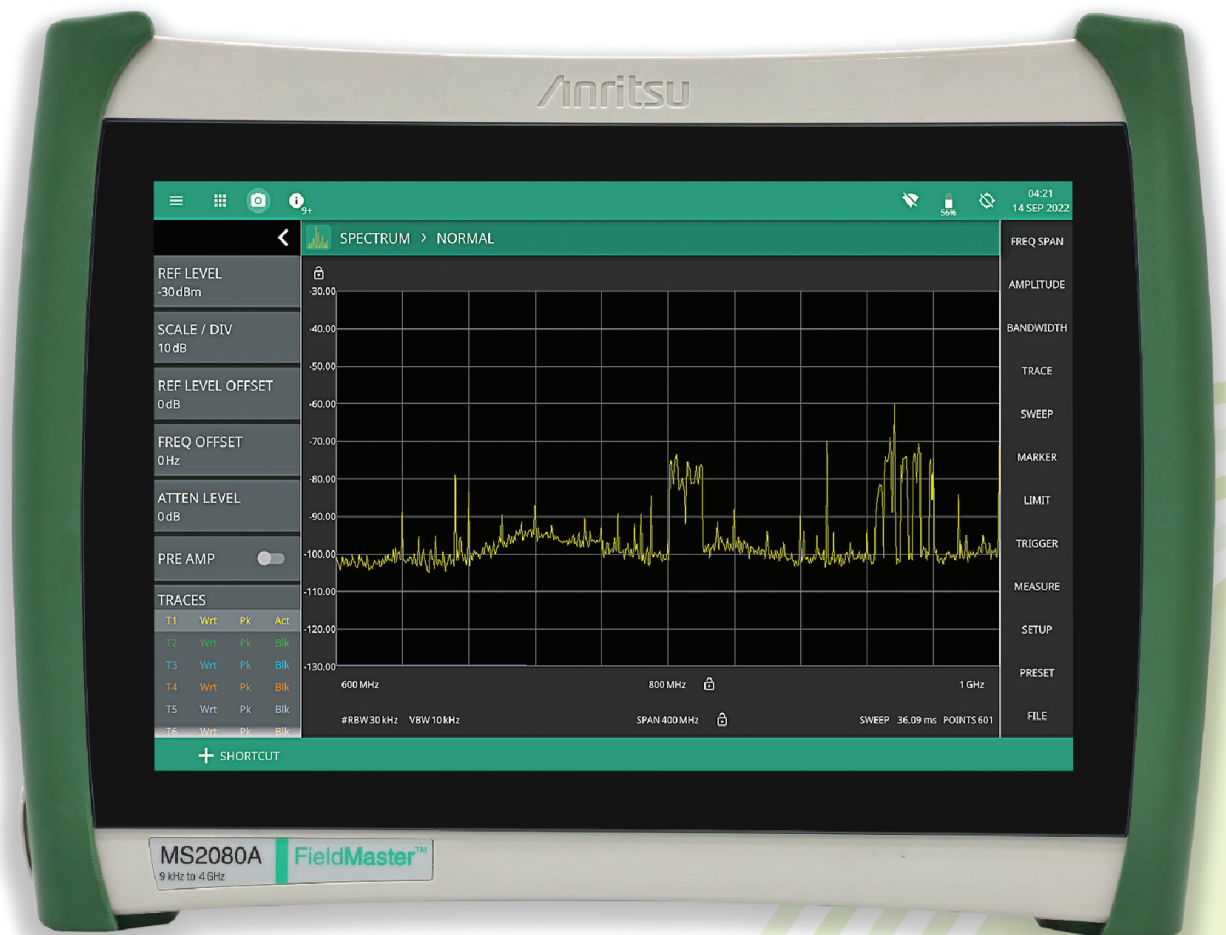 Anritsu
9+
56%
04:21
14 SEP 2022
SPECTRUM > NORMAL
REF LEVEL
-30 dBm
SCALE / DIV
10 dB
REF LEVEL OFFSET
0 dB
FREQ OFFSET
0 Hz
ATTEN LEVEL
0 dB
PRE AMP
TRACES
T1 Wrt Pk Act
T2 Wrt Pk Blk
T3 Wrt Pk Blk
T4 Wrt Pk Blk
T5 Wrt Pk Blk
T6 Wrt Pk Blk
-30.00
-40.00
-50.00
-60.00
-70.00
-80.00
-90.00
-100.00
-110.00
-120.00
-130.00
600 MHz 800 MHz 1 GHz
#RBW 30 kHz VBW 10 kHz SPAN 400 MHz SWEEP 36.09 ms POINTS 601
FREQ SPAN
AMPLITUDE
BANDWIDTH
TRACE
SWEEP
MARKER
LIMIT
TRIGGER
MEASURE
SETUP
PRESET
FILE
+ SHORTCUT
MS2080A FieldMaster™
9 kHz to 4 GHz